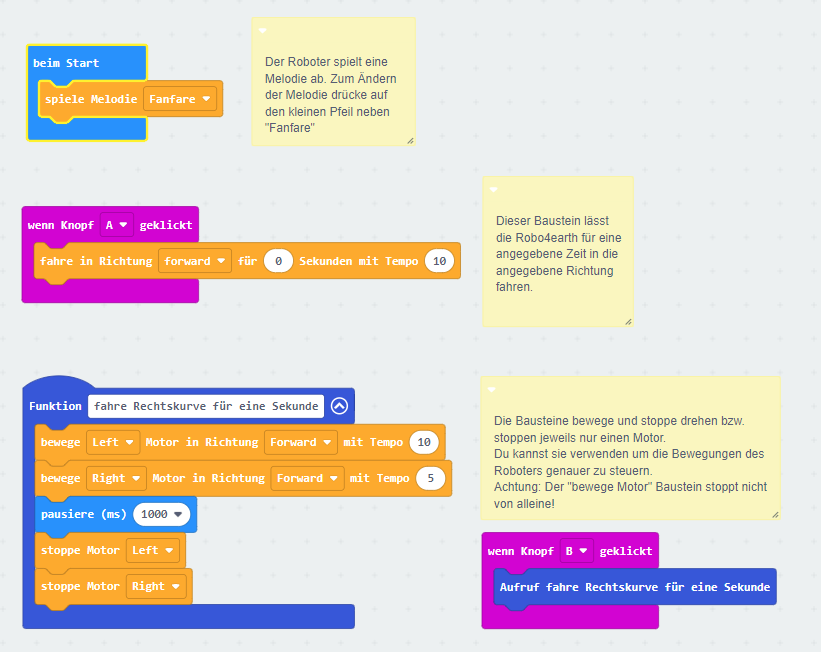 beim Start
spiele Melodie Fanfare
Der Roboter spielt eine
Melodie ab. Zum Ändern
der Melodie drücke auf
den kleinen Pfeil neben
"Fanfare"
wenn Knopf A geklickt
fahre in Richtung forward für 0 Sekunden mit Tempo 10
Dieser Baustein lässt
die Robo4earth für eine
angegebene Zeit in die
angegebene Richtung
fahren.
Funktion fahre Rechtskurve für eine Sekunde
bewege Left Motor in Richtung Forward mit Tempo 10
bewege Right Motor in Richtung Forward mit Tempo 5
pausiere (ms) 1000
stoppe Motor Left
stoppe Motor Right
Die Bausteine bewege und stoppe drehen bzw.
stoppen jeweils nur einen Motor.
Du kannst sie verwenden um die Bewegungen des
Roboters genauer zu steuern.
Achtung: Der "bewege Motor" Baustein stoppt nicht
von alleine!
wenn Knopf B geklickt
Aufruf fahre Rechtskurve für eine Sekunde